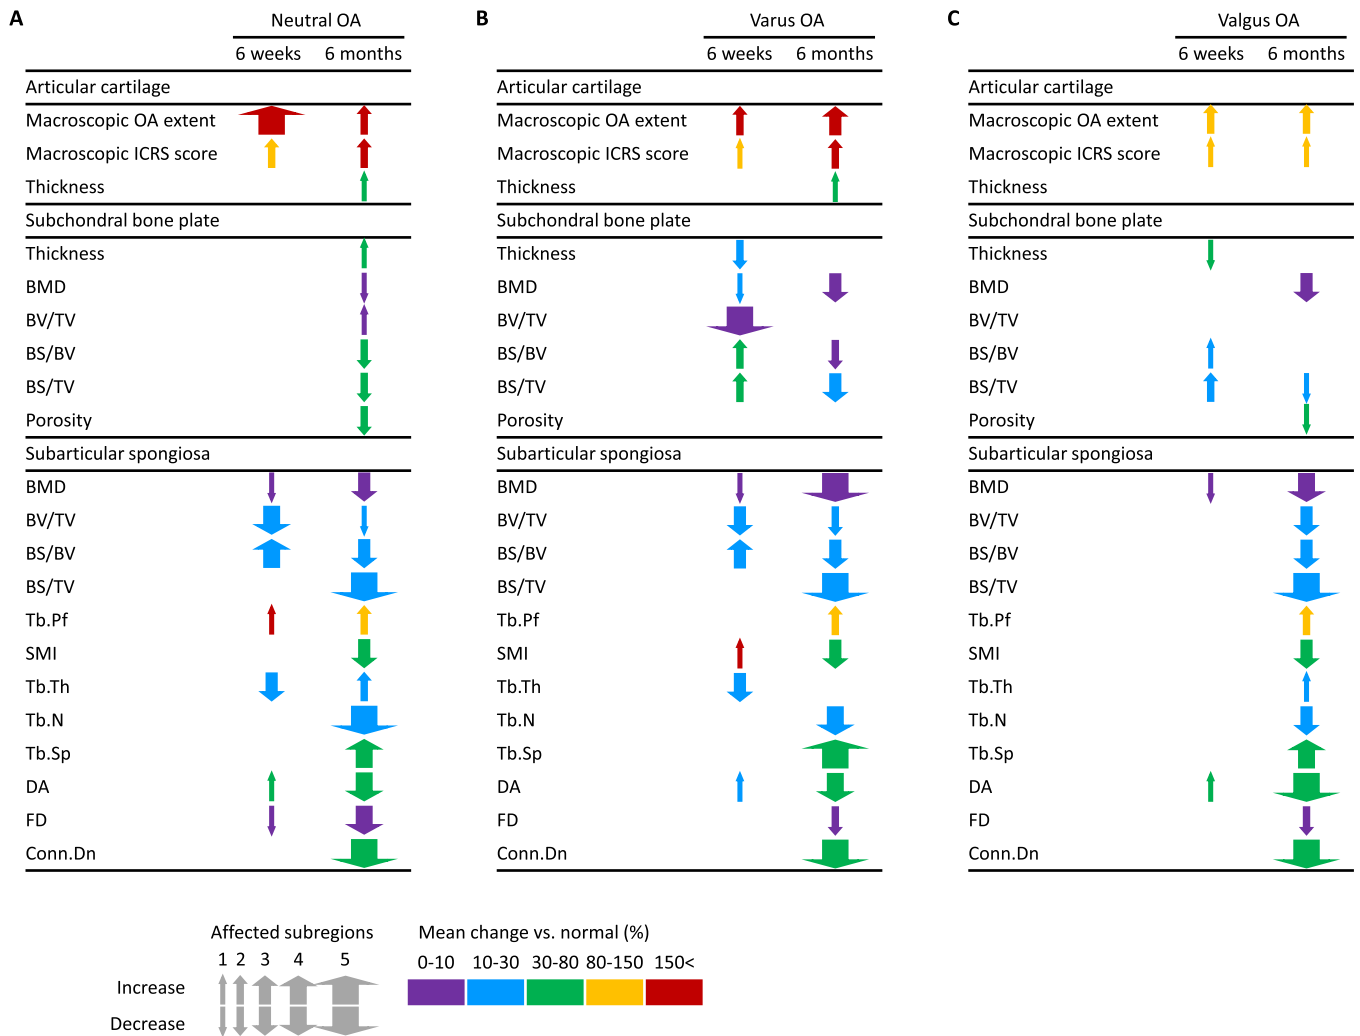 A
Neutral OA
6 weeks 6 months
Articular cartilage
Macroscopic OA extent
Macroscopic ICRS score
Thickness
Subchondral bone plate
Thickness
BMD
BV/TV
BS/BV
BS/TV
Porosity
Subarticular spongiosa
BMD
BV/TV
BS/BV
BS/TV
Tb.Pf
SMI
Tb.Th
Tb.N
Tb.Sp
DA
FD
Conn.Dn
B
Varus OA
6 weeks 6 months
Articular cartilage
Macroscopic OA extent
Macroscopic ICRS score
Thickness
Subchondral bone plate
Thickness
BMD
BV/TV
BS/BV
BS/TV
Porosity
Subarticular spongiosa
BMD
BV/TV
BS/BV
BS/TV
Tb.Pf
SMI
Tb.Th
Tb.N
Tb.Sp
DA
FD
Conn.Dn
C
Valgus OA
6 weeks 6 months
Articular cartilage
Macroscopic OA extent
Macroscopic ICRS score
Thickness
Subchondral bone plate
Thickness
BMD
BV/TV
BS/BV
BS/TV
Porosity
Subarticular spongiosa
BMD
BV/TV
BS/BV
BS/TV
Tb.Pf
SMI
Tb.Th
Tb.N
Tb.Sp
DA
FD
Conn.Dn
Affected subregions
1 2 3 4 5
Increase
Decrease
Mean change vs. normal (%)
0-10 10-30 30-80 80-150 150<